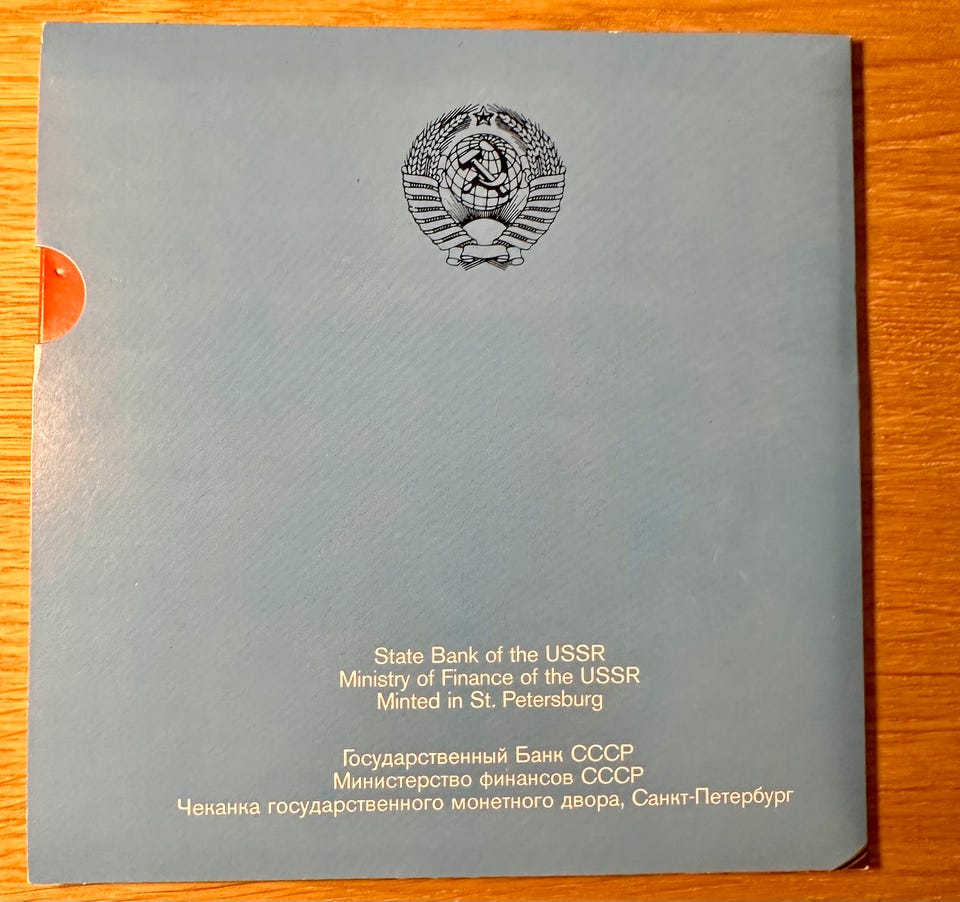 State Bank of the USSR
Ministry of Finance of the USSR
Minted in St. Petersburg
Государственный Банк СССР
Министерство финансов СССР
Чеканка государственного монетного двора, Санкт-Петербург